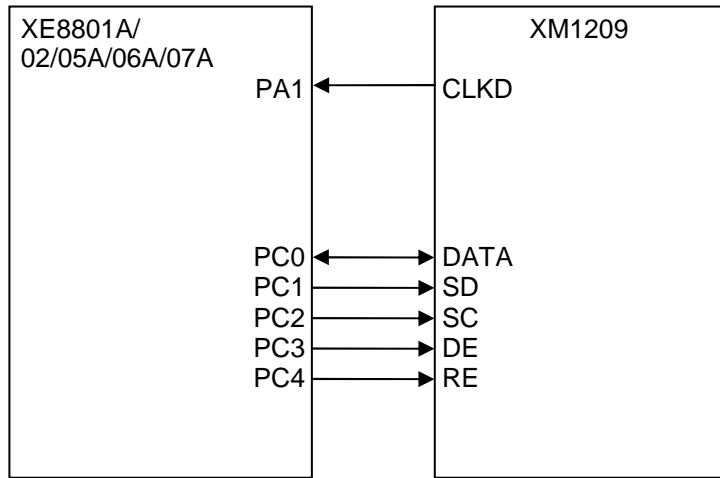 XE8801A/
02/05A/06A/07A
XM1209
PA1
CLKD
PC0
DATA
PC1
SD
PC2
SC
PC3
DE
PC4
RE